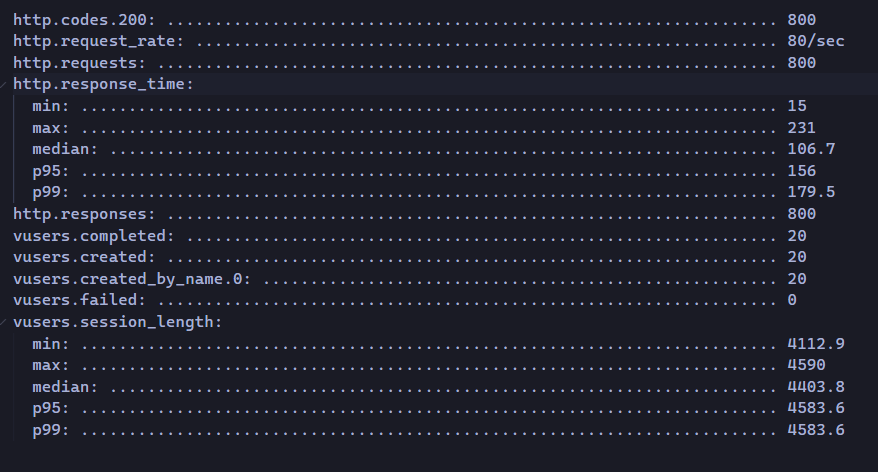 http.codes.200: ................................................................ 800
http.request_rate: ............................................................. 80/sec
http.requests: ................................................................. 800
http.response_time:
  min: ......................................................................... 15
  max: ......................................................................... 231
  median: ...................................................................... 106.7
  p95: ......................................................................... 156
  p99: ......................................................................... 179.5
http.responses: ................................................................ 800
vusers.completed: .............................................................. 20
vusers.created: ................................................................ 20
vusers.created_by_name.0: ...................................................... 20
vusers.failed: ................................................................. 0
vusers.session_length:
  min: ......................................................................... 4112.9
  max: ......................................................................... 4590
  median: ...................................................................... 4403.8
  p95: ......................................................................... 4583.6
  p99: ......................................................................... 4583.6